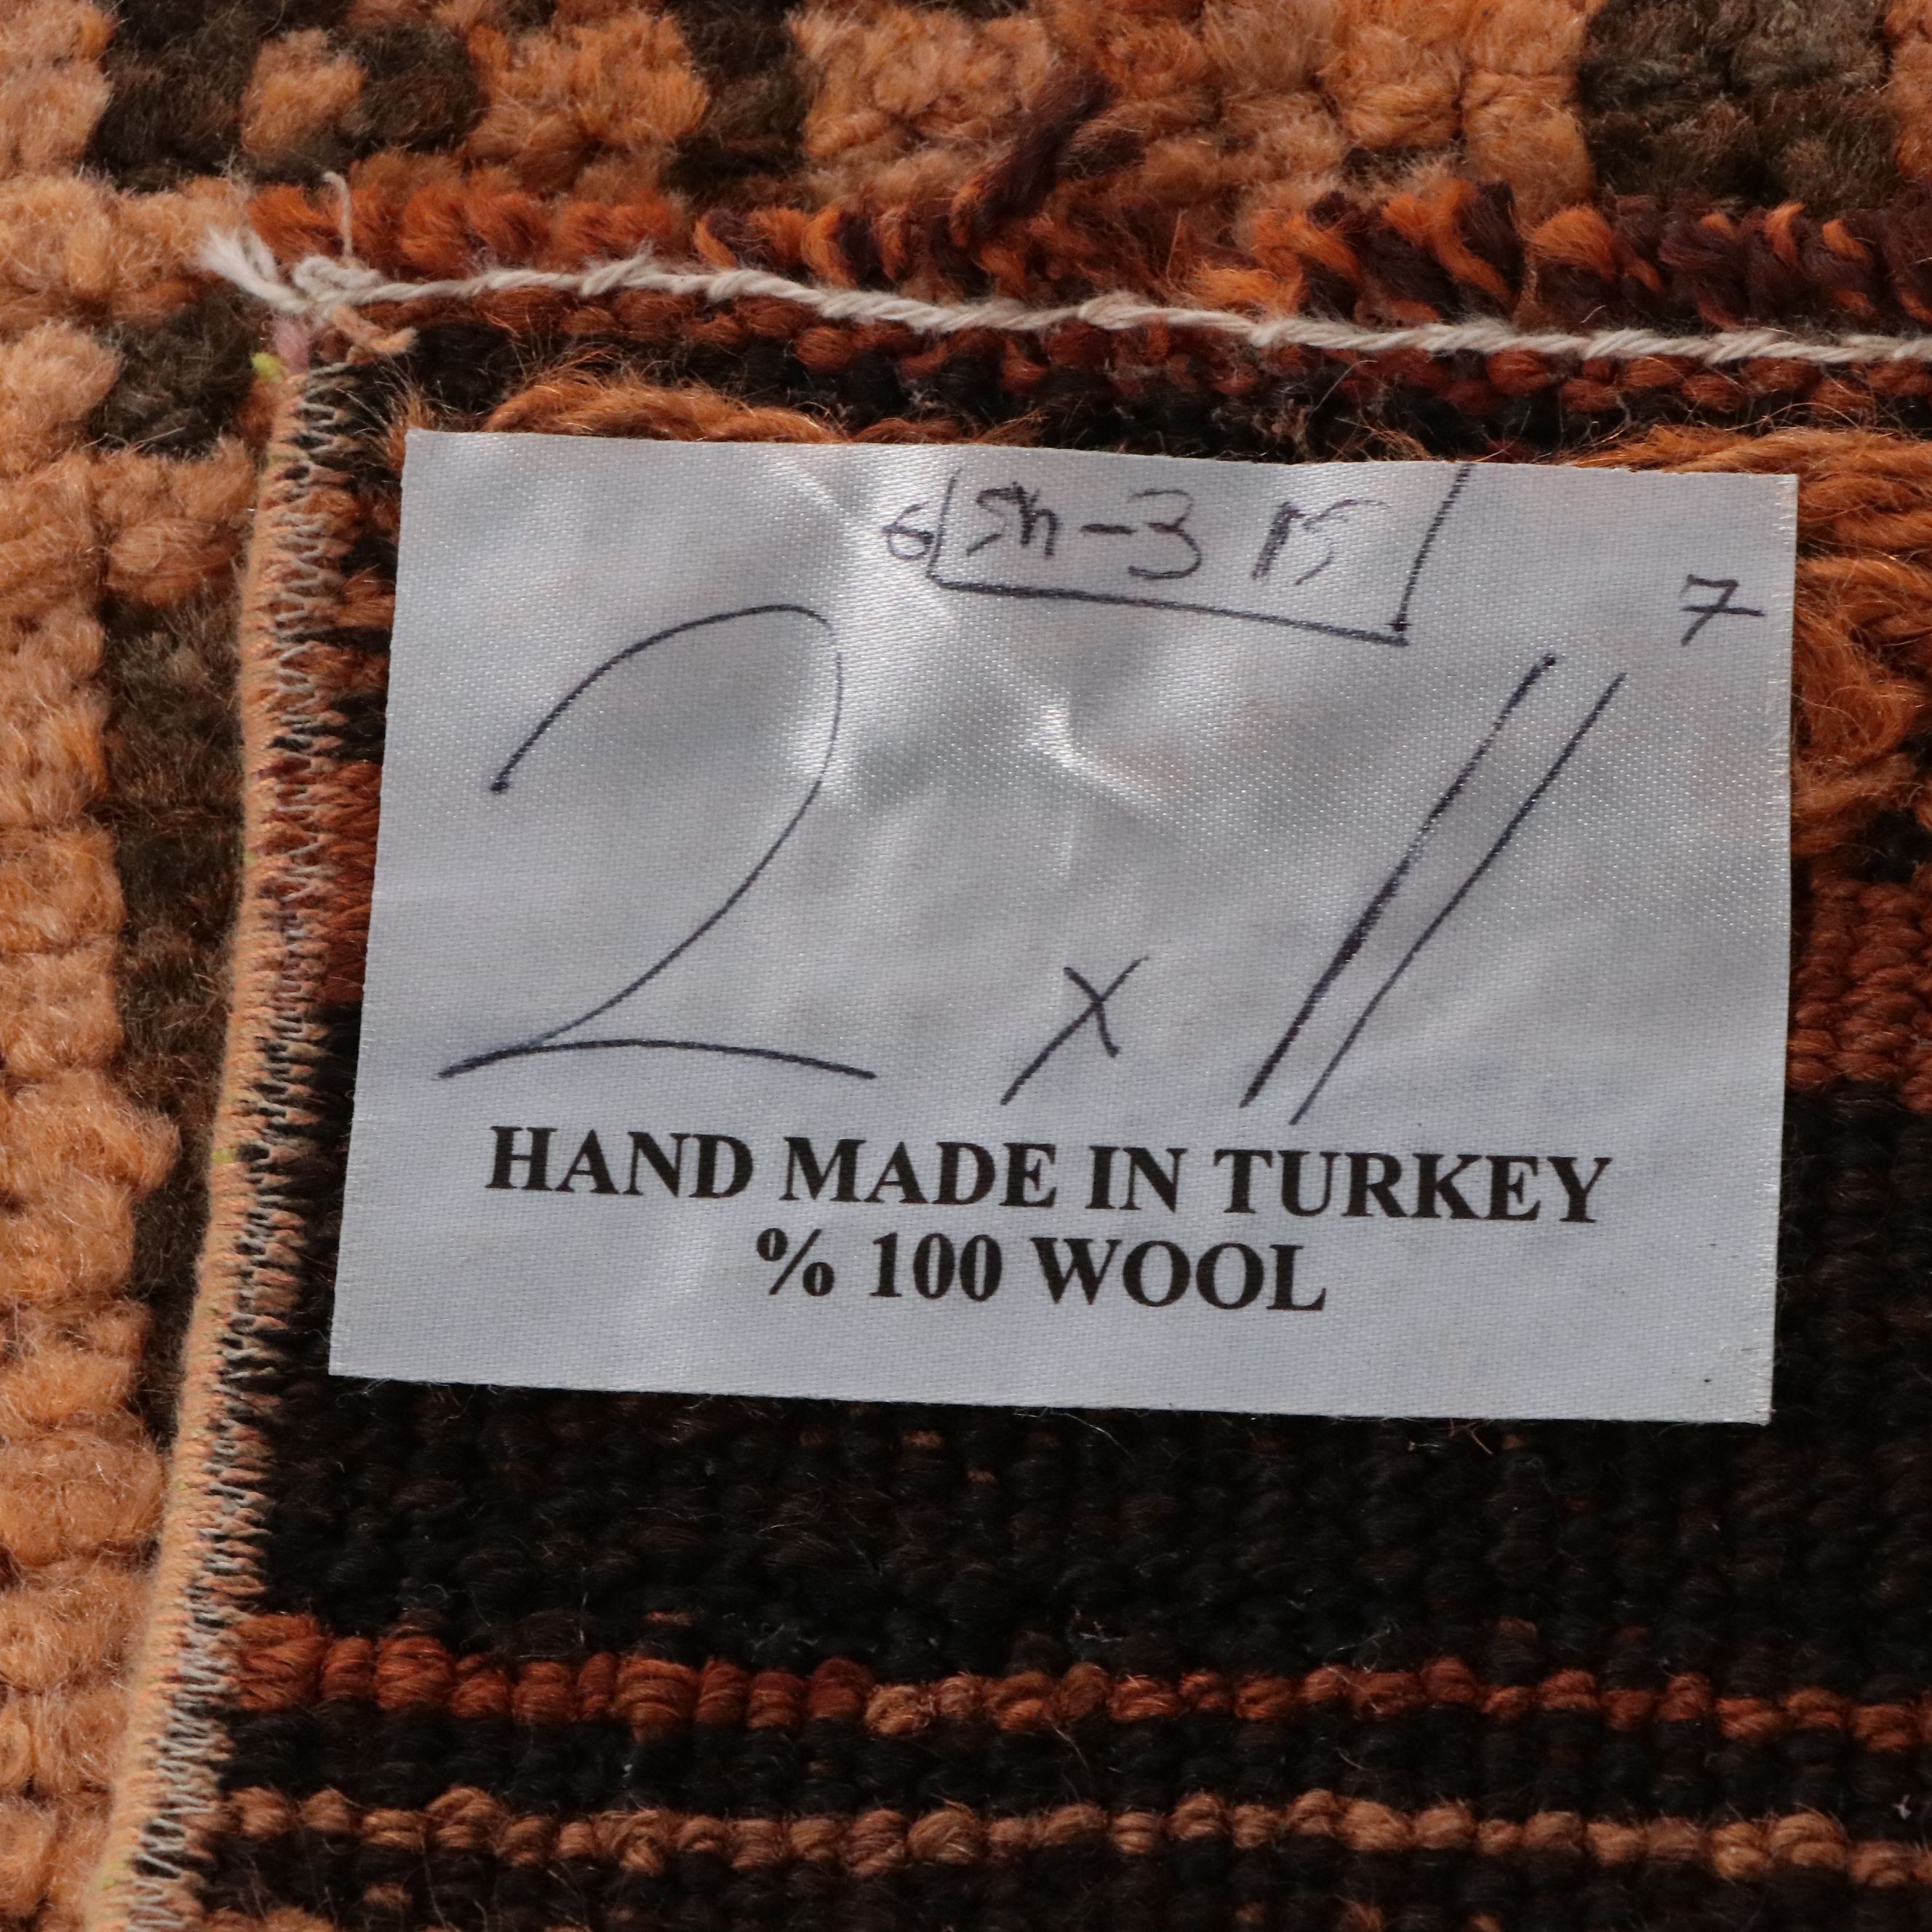 6 Sh-3 15
7
2 x 11
HAND MADE IN TURKEY
% 100 WOOL